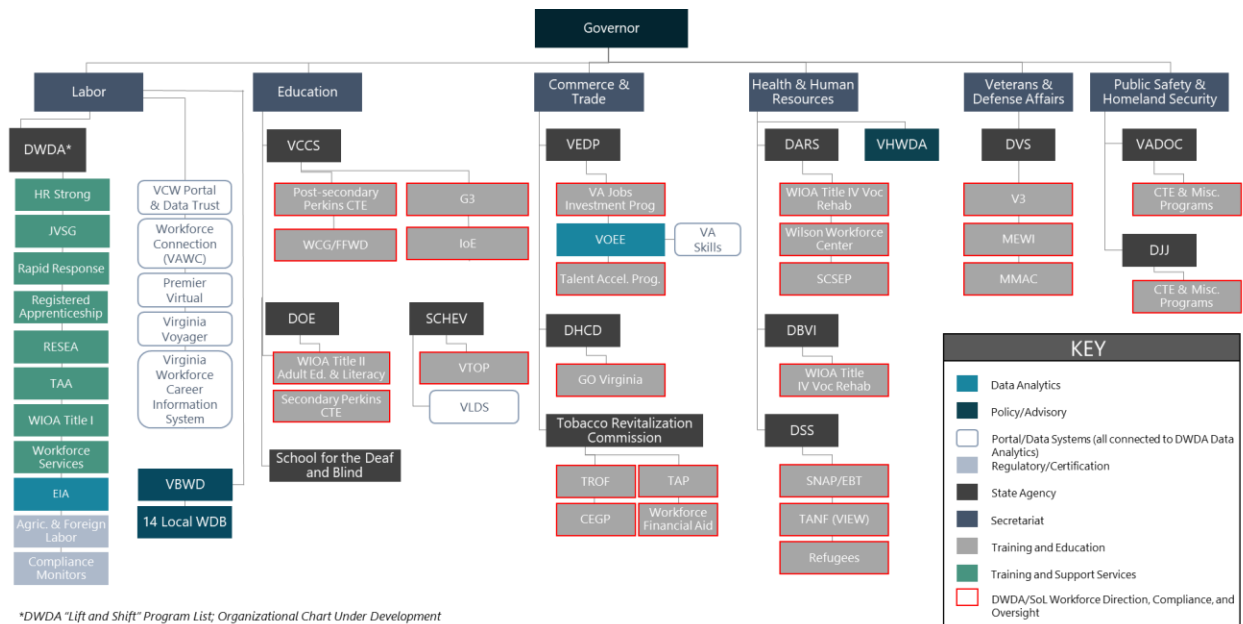 Governor
Labor
Education
Commerce &
Trade
Health & Human
Resources
Veterans &
Defense Affairs
Public Safety &
Homeland Security
DWDA*
HR Strong
JVSG
Rapid Response
Registered
Apprenticeship
RESEA
TAA
WIOA Title I
Workforce
Services
EIA
Agric. & Foreign
Labor
Compliance
Monitors
VCW Portal
& Data Trust
Workforce
Connection
(VAWC)
Premier
Virtual
Virginia
Voyager
Virginia
Workforce
Career
Information
System
VBWD
14 Local WDB
VCCS
Post-secondary
Perkins CTE
G3
WCG/FFWD
IoE
DOE
WIOA Title II
Adult Ed. & Literacy
Secondary Perkins
CTE
SCHEV
VTOP
VLDS
School for the Deaf
and Blind
VEDP
VA Jobs
Investment Prog
VOEE
VA
Skills
Talent Accel. Prog.
DHCD
GO Virginia
Tobacco Revitalization
Commission
TROF
TAP
CEGP
Workforce
Financial Aid
DARS
VHWDA
WIOA Title IV Voc
Rehab
Wilson Workforce
Center
SCSEP
DBVI
WIOA Title
IV Voc Rehab
DSS
SNAP/EBT
TANF (VIEW)
Refugees
DVS
V3
MEWI
MMAC
VADOC
CTE & Misc.
Programs
DJJ
CTE & Misc.
Programs
KEY
Data Analytics
Policy/Advisory
Portal/Data Systems (all connected to DWDA Data
Analytics)
Regulatory/Certification
State Agency
Secretariat
Training and Education
Training and Support Services
DWDA/SoL Workforce Direction, Compliance, and
Oversight
*DWDA "Lift and Shift" Program List; Organizational Chart Under Development